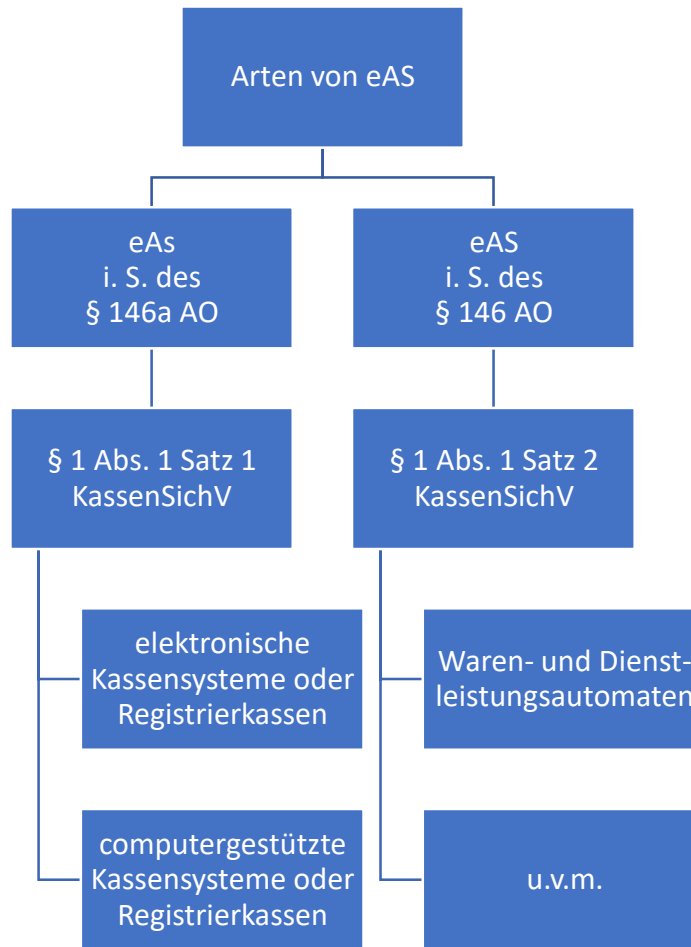 Arten von eAS
eAs
i. S. des
§ 146a AO
eAS
i. S. des
§ 146 AO
§ 1 Abs. 1 Satz 1
KassenSichV
§ 1 Abs. 1 Satz 2
KassenSichV
elektronische
Kassensysteme oder
Registrierkassen
Waren- und Dienst-
leistungsautomaten
computergestützte
Kassensysteme oder
Registrierkassen
u.v.m.